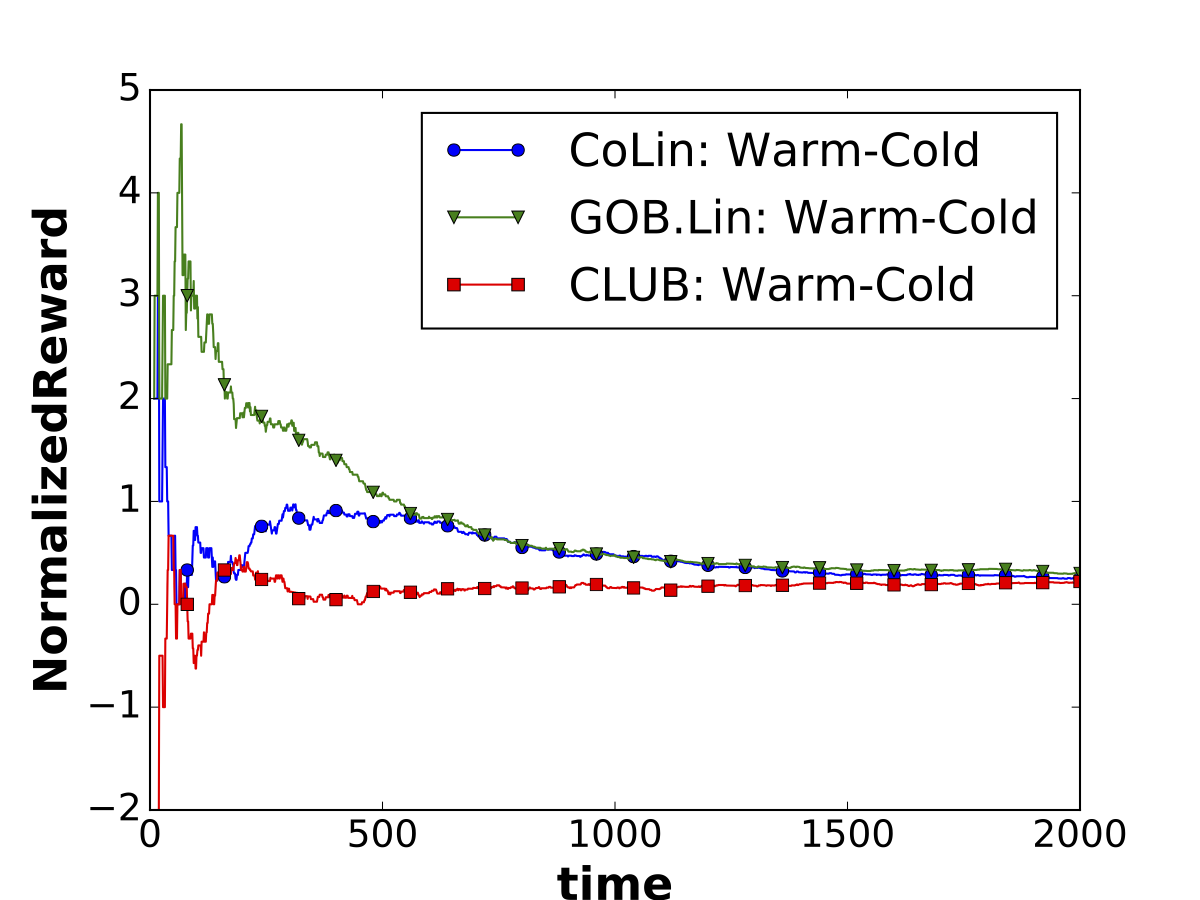 5
4
3
2
1
0
−1
−2
NormalizedReward
CoLin: Warm-Cold
GOB.Lin: Warm-Cold
CLUB: Warm-Cold
0 500 1000 1500 2000
time